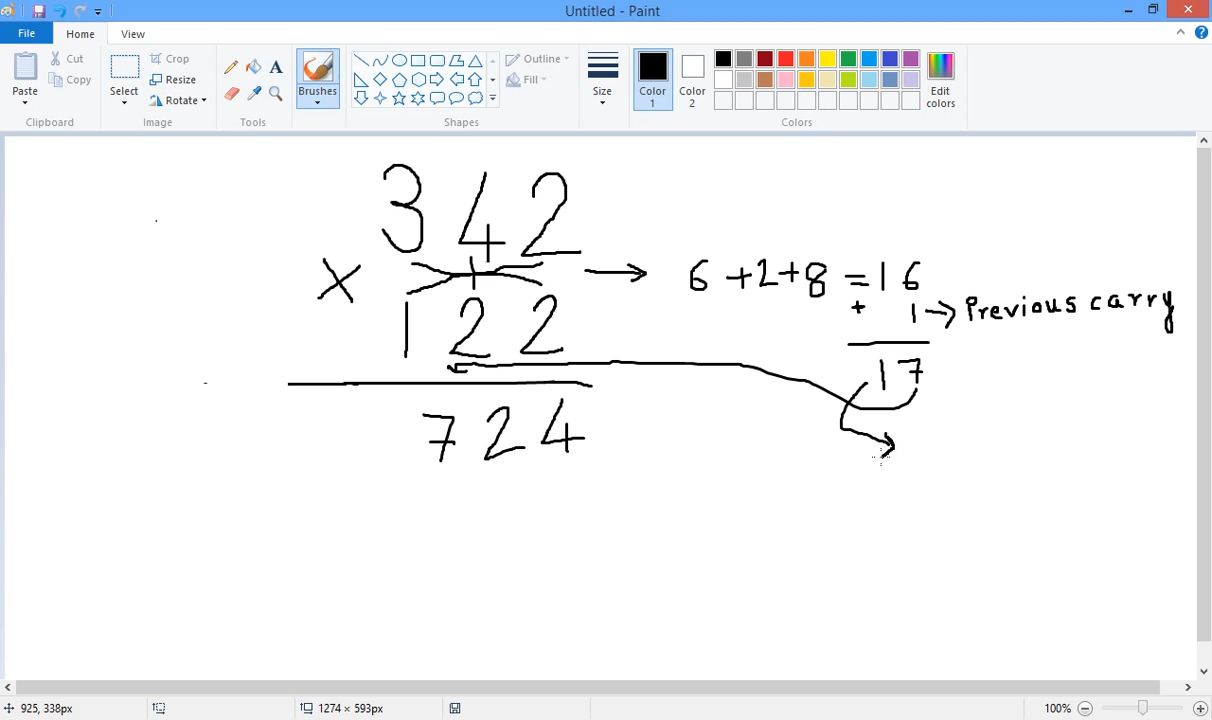 Untitled - Paint
File Home View
Paste Cut Copy
Clipboard
Select Crop Resize Rotate
Image
A
Tools
Brushes
Outline Fill
Shapes
Size
Color 1 Color 2
Edit colors
Colors
342
x → 6 +2+8 =16
122
+ 1→ Previous carry
17
724
925, 338px
1274 × 593px
100%